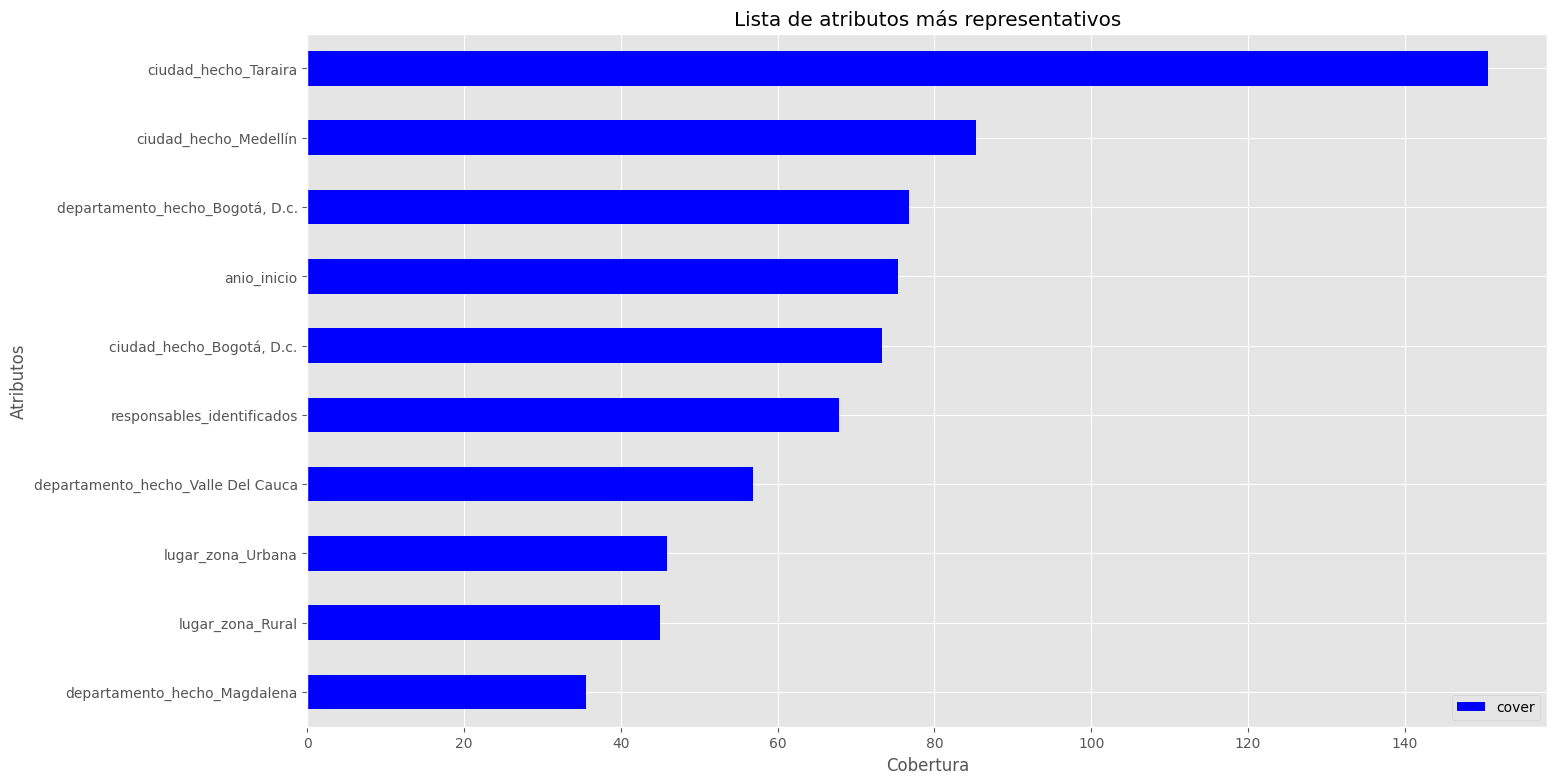 Lista de atributos más representativos
ciudad_hecho_Taraira
ciudad_hecho_Medellín
departamento_hecho_Bogotá, D.c.
anio_inicio
ciudad_hecho_Bogotá, D.c.
responsables_identificados
departamento_hecho_Valle Del Cauca
lugar_zona_Urbana
lugar_zona_Rural
departamento_hecho_Magdalena
Atributos
cover
0 20 40 60 80 100 120 140
Cobertura